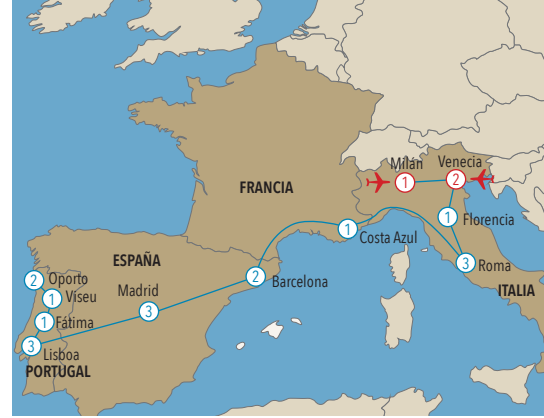 Milán
Venecia
1
2
FRANCIA
1
Florencia
1
Costa Azul
ESPAÑA
3
Roma
2
Oporto
Madrid
2
Barcelona
ITALIA
1
Viseu
3
1
Fátima
3
Lisboa
PORTUGAL